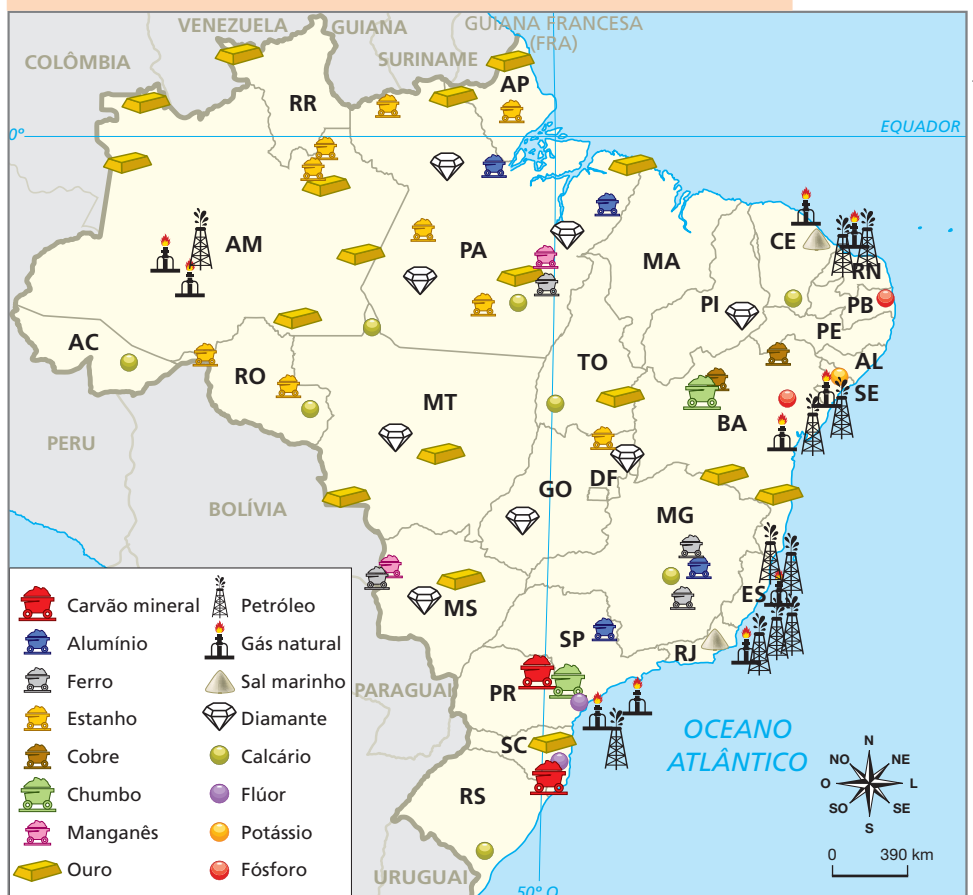 VENEZUELA
GUIANA
GUIANA FRANCESA
(FRA)
COLÔMBIA
SURINAME
AP
RR
0º
EQUADOR
AM
PA
MA
CE
RN
PB
PI
PE
AC
RO
TO
AL
SE
MT
BA
PERU
DF
GO
BOLÍVIA
MG
ES
MS
SP
RJ
PARAGUAI
PR
SC
OCEANO
ATLÂNTICO
RS
URUGUAI
50º O
Carvão mineral
Alumínio
Ferro
Estanho
Cobre
Chumbo
Manganês
Ouro
Petróleo
Gás natural
Sal marinho
Diamante
Calcário
Flúor
Potássio
Fósforo
N
NO
NE
O
L
SO
SE
S
0
390 km